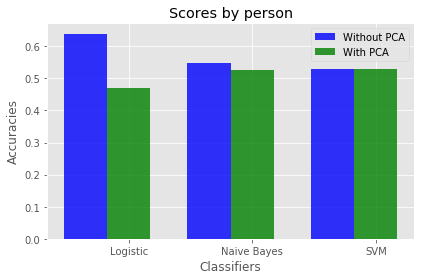 Scores by person
Without PCA
With PCA
Accuracies
0.6
0.5
0.4
0.3
0.2
0.1
0.0
Logistic
Naive Bayes
SVM
Classifiers